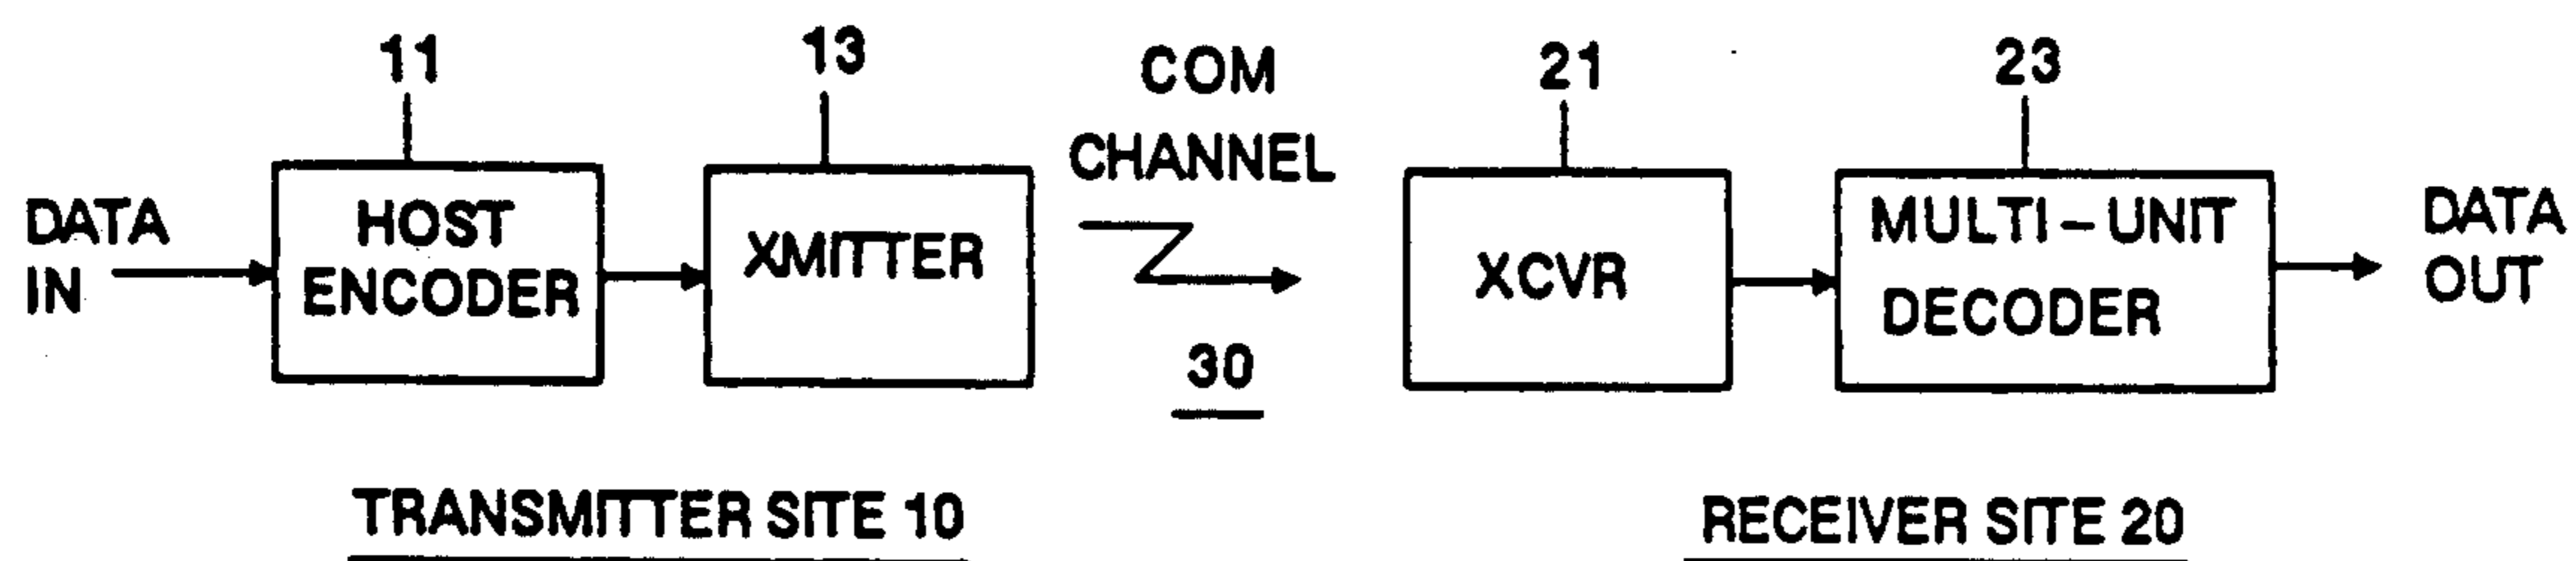 11
13
COM
CHANNEL
21
23
DATA
IN
HOST
ENCODER
XMITTER
30
XCVR
MULTI-UNIT
DECODER
DATA
OUT
TRANSMITTER SITE 10
RECEIVER SITE 20